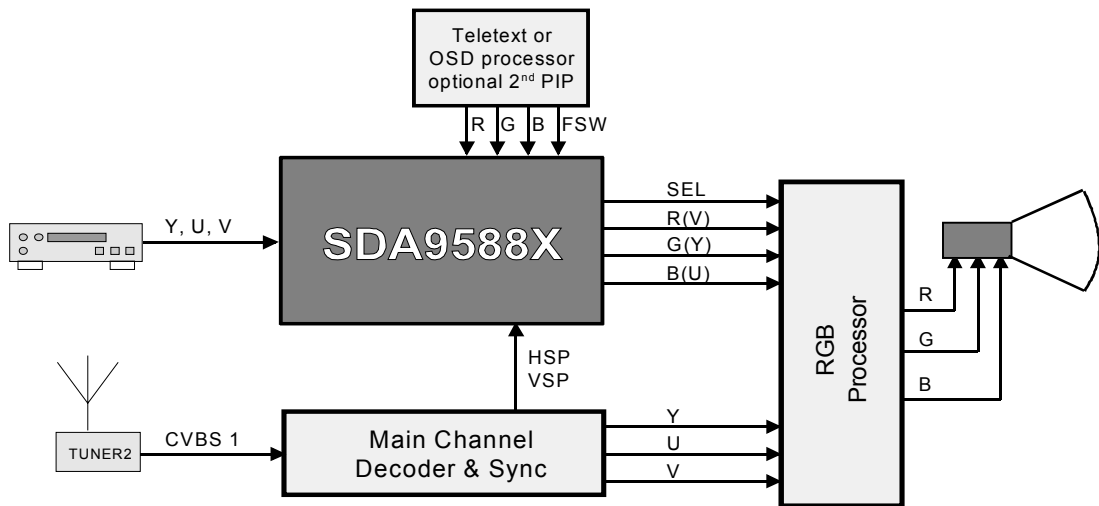 Teletext or
OSD processor
optional 2nd PIP
R G B FSW
Y, U, V
SDA9588X
SEL
R(V)
G(Y)
B(U)
HSP
VSP
TUNER2
CVBS 1
Main Channel
Decoder & Sync
Y
U
V
RGB
Processor
R
G
B